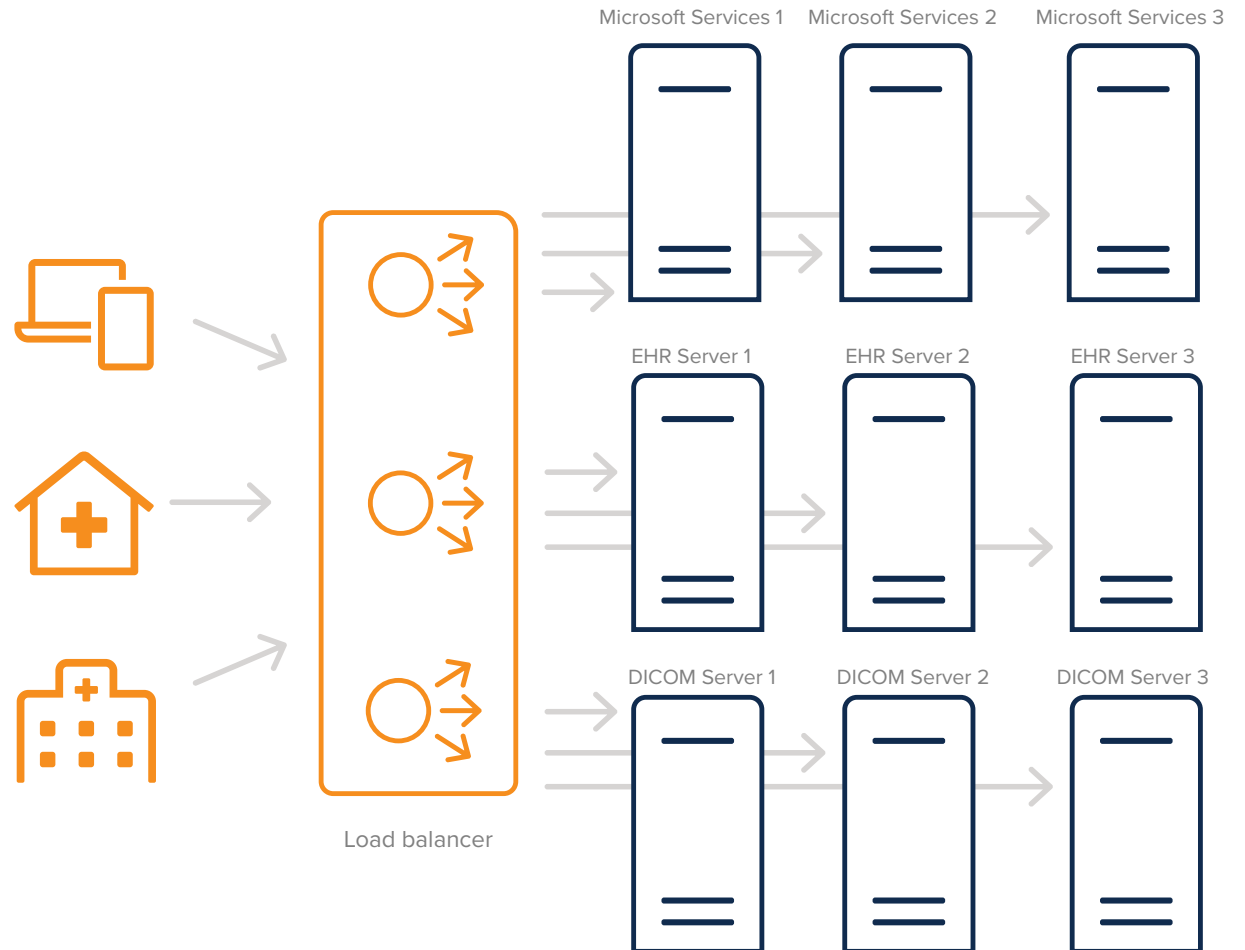 Microsoft Services 1
Microsoft Services 2
Microsoft Services 3
EHR Server 1
EHR Server 2
EHR Server 3
DICOM Server 1
DICOM Server 2
DICOM Server 3
Load balancer